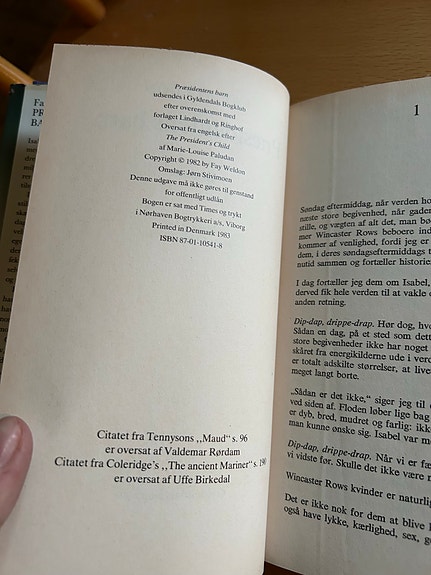 Præsidentens barn
udsendes i Gyldendals Bogklub
efter overenskomst med
forlaget Lindhardt og Ringhof
Oversat fra engelsk efter
The President's Child
af Marie-Louise Paludan
Copyright © 1982 by Fay Weldon
Omslag: Jørn Stivimoen
Denne udgave må ikke gøres til genstand
for offentligt udlån
Bogen er sat med Times og trykt
i Nørhaven Bogtrykkeri a/s, Viborg
Printed in Denmark 1983
ISBN 87-01-10541-8
Citatet fra Tennysons ,,Maud" s. 96
er oversat af Valdemar Rørdam
Citatet fra Coleridge's ,,The ancient Mariner" s. 190
er oversat af Uffe Birkedal
1
Søndag eftermiddag, når verden ho
næste store begivenhed, når gader
stille, og vægten af alt det, man bø
mer Wincaster Rows beboere ind
kommer af venlighed, fordi jeg er
dem, i deres søndagseftermiddags t
nutid sammen og fortæller historie
I dag fortæller jeg dem om Isabel,
derved fik hele verden til at vakle
anden retning.
Dip-dap, drippe-drap. Hør dog, hvo
Sådan en dag, på et sted som dett
store begivenheder ikke har noget
skåret fra energikilderne ude i verd
er totalt adskilte størrelser, at live
meget langt borte.
„Sådan er det ikke," siger jeg til
ved siden af. Floden løber lige bag
er dyb, bred, mudret og farlig: ikk
man kunne ønske sig. Isabel var mo
Dip-dap, drippe-drap. Når vi er fæ
vi vidste før. Skulle det ikke være n
Wincaster Rows kvinder er naturlig
Det er ikke nok for dem at blive
også have lykke, kærlighed, sex, g